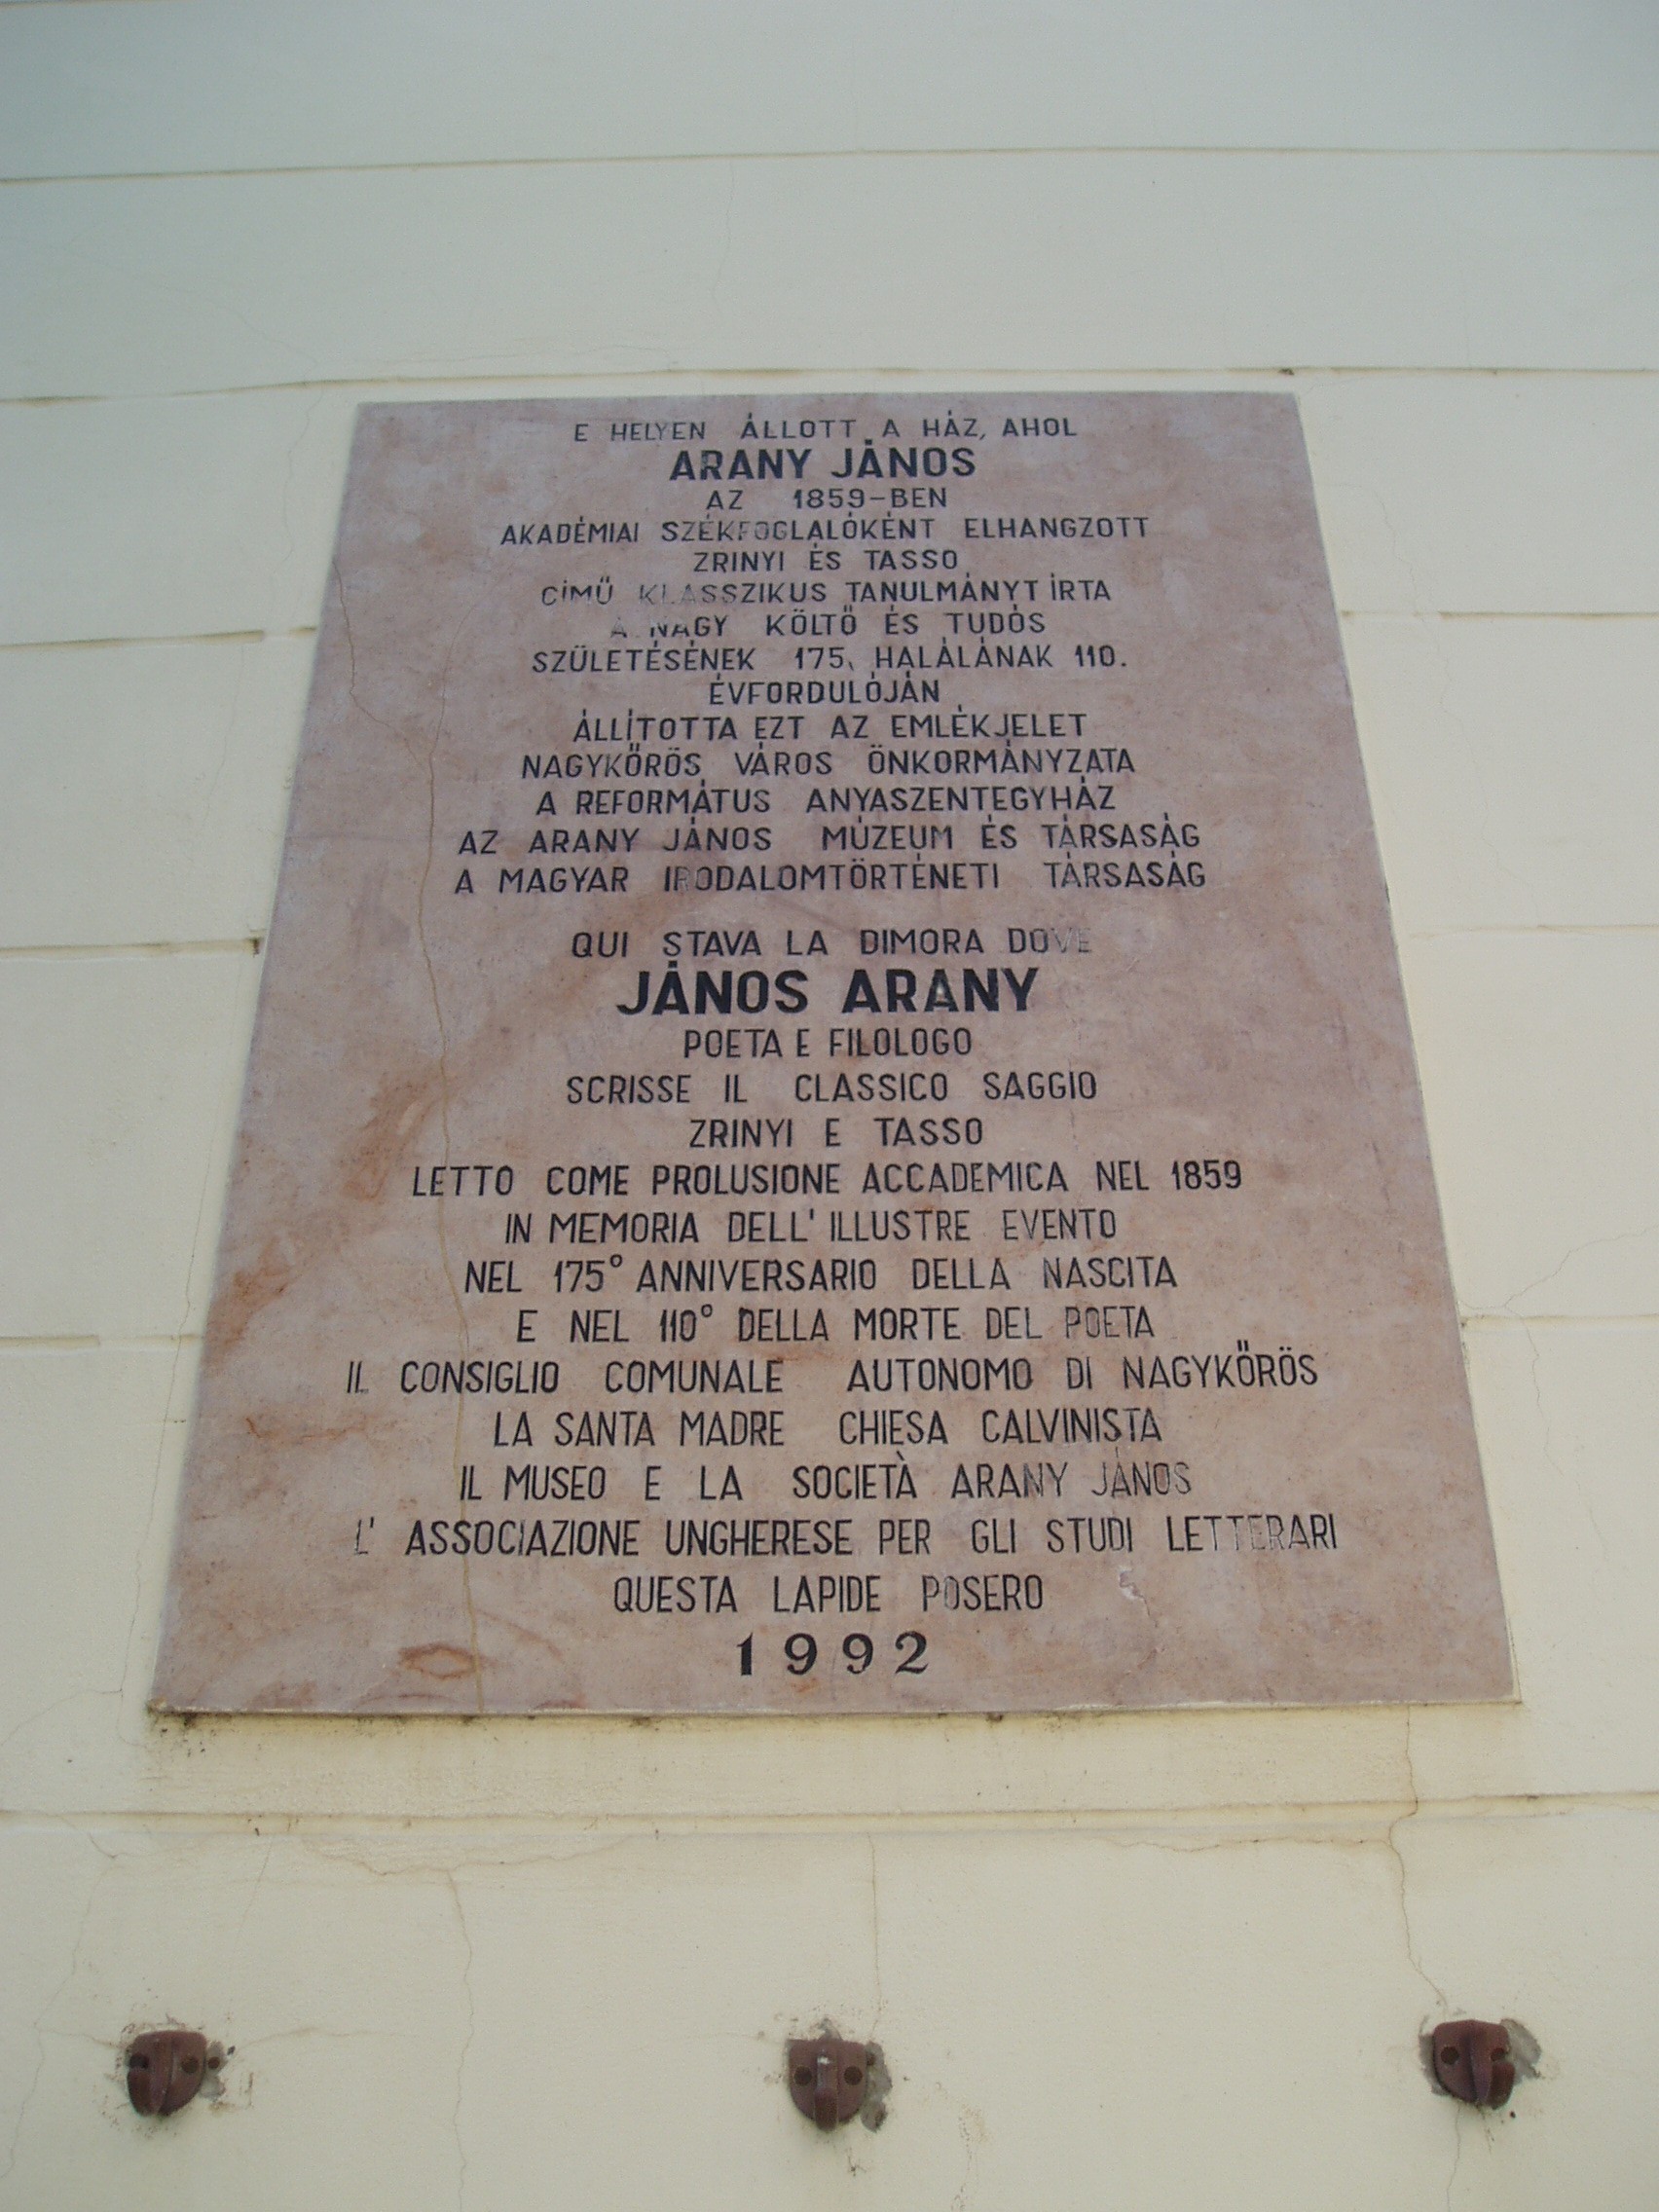 E HELYEN ÁLLOTT A HÁZ, AHOL
ARANY JÁNOS
AZ 1859-BEN
AKADÉMIAI SZÉKFOGLALÓKÉNT ELHANGZOTT
ZRINYI ÉS TASSO
CÍMŰ KLASSZIKUS TANULMÁNYT ÍRTA
A NAGY KÖLTŐ ÉS TUDÓS
SZÜLETÉSÉNEK 175, HALÁLÁNAK 110.
ÉVFORDULÓJÁN
ÁLLÍTOTTA EZT AZ EMLÉKJELET
NAGYKŐRÖS VÁROS ÖNKORMÁNYZATA
A REFORMÁTUS ANYASZENTEGYHÁZ
AZ ARANY JÁNOS MÚZEUM ÉS TÁRSASÁG
A MAGYAR IRODALOMTÖRTÉNETI TÁRSASÁG
QUI STAVA LA DIMORA DOVE
JÁNOS ARANY
POETA E FILOLOGO
SCRISSE IL CLASSICO SAGGIO
ZRINYI E TASSO
LETTO COME PROLUSIONE ACCADEMICA NEL 1859
IN MEMORIA DELL' ILLUSTRE EVENTO
NEL 175° ANNIVERSARIO DELLA NASCITA
E NEL 110° DELLA MORTE DEL POETA
IL CONSIGLIO COMUNALE AUTONOMO DI NAGYKŐRÖS
LA SANTA MADRE CHIESA CALVINISTA
IL MUSEO E LA SOCIETÀ ARANY JÁNOS
L' ASSOCIAZIONE UNGHERESE PER GLI STUDI LETTERARI
QUESTA LAPIDE POSERO
1992